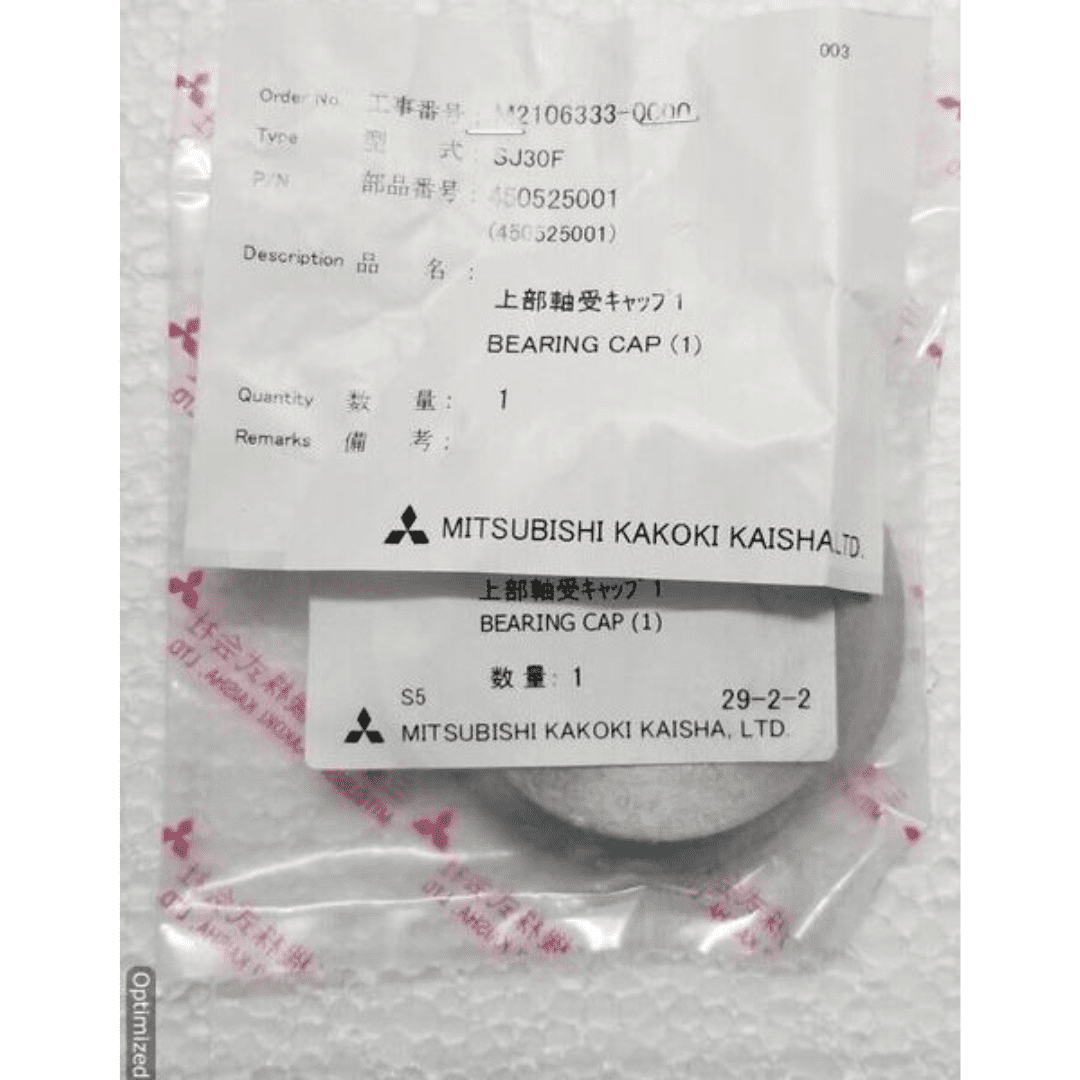 003
Order No 工事番号 : M2106333-0000
Type 型 式 : SJ30F
P/N 部品番号 : 450525001
(450525001)
Description 品 名 :
上部軸受キャップ 1
BEARING CAP (1)
Quantity 数 量 : 1
Remarks 備 考 :
MITSUBISHI KAKOKI KAISHA LTD.
上部軸受キャップ 1
BEARING CAP (1)
数 量: 1
S5 29-2-2
MITSUBISHI KAKOKI KAISHA, LTD.
Optimized